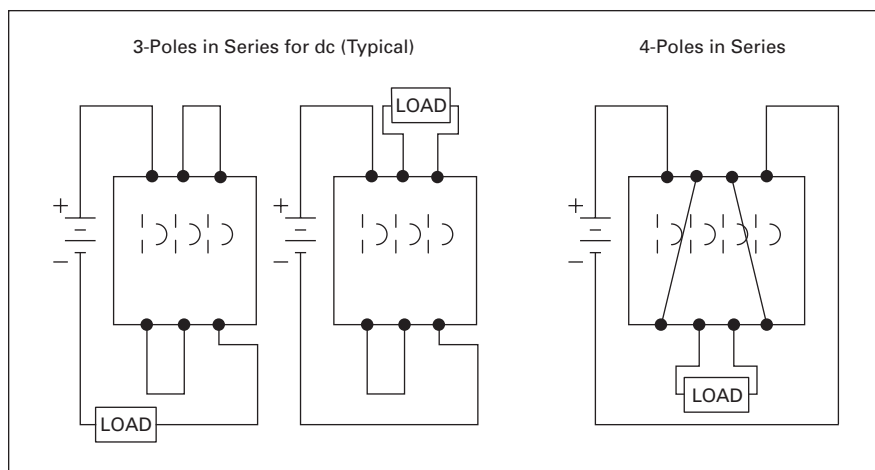 3-Poles in Series for dc (Typical)
4-Poles in Series
LOAD
+
+
+
–
–
–
LOAD
LOAD